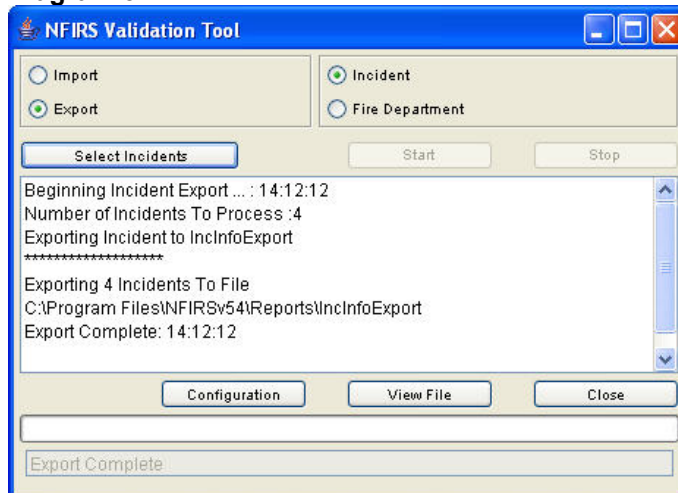 NFIRS Validation Tool
Import
Incident
Export
Fire Department
Select Incidents
Start
Stop
Beginning Incident Export ... : 14:12:12
Number of Incidents To Process :4
Exporting Incident to IncInfoExport
*******************
Exporting 4 Incidents To File
C:\Program Files\NFIRSv54\Reports\IncInfoExport
Export Complete: 14:12:12
Configuration
View File
Close
Export Complete